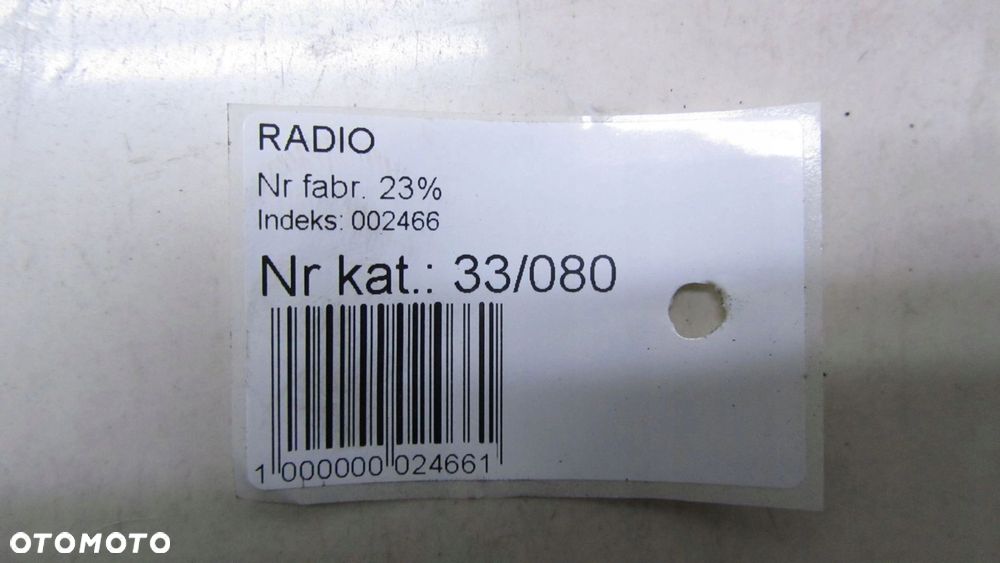 RADIO
Nr fabr. 23%
Indeks: 002466
Nr kat.: 33/080
1 000000 024661
OTOMOTO